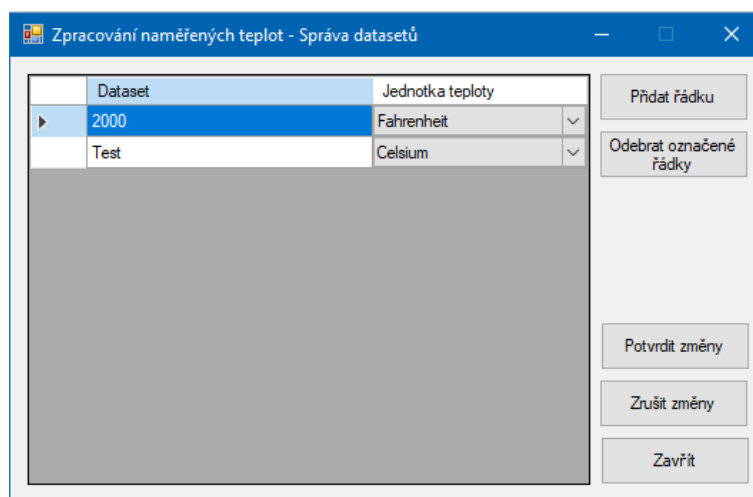 Zpracování naměřených teplot - Správa datasetů
Dataset Jednotka teploty
2000 Fahrenheit
Test Celsium
Přidat řádku
Odebrat označené
řádky
Potvrdit změny
Zrušit změny
Zavřít